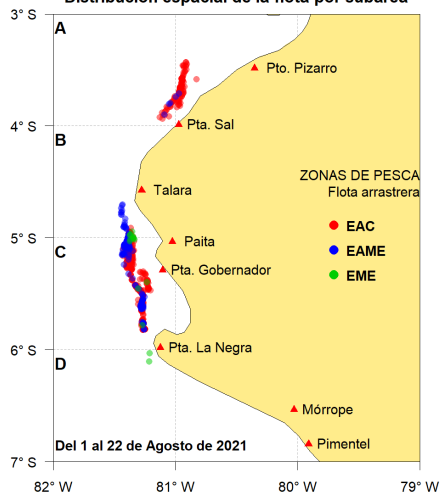 Distribución espacial de la flota por subárea
3° S
A
Pto. Pizarro
4° S
Pta. Sal
B
ZONAS DE PESCA
Flota arrastrera
Talara
EAC
5° S
Paita
EAME
C
Pta. Gobernador
EME
6° S
Pta. La Negra
D
Mórrope
Del 1 al 22 de Agosto de 2021
Pimentel
7° S
82° W
81° W
80° W
79° W